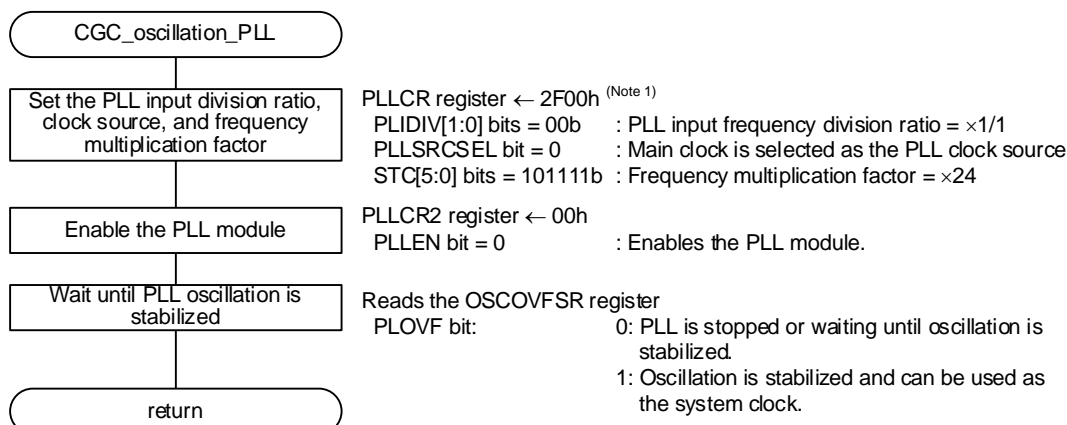 CGC_oscillation_PLL
Set the PLL input division ratio,
clock source, and frequency
multiplication factor
PLLCR register ← 2F00h (Note 1)
PLIDIV[1:0] bits = 00b : PLL input frequency division ratio = ×1/1
PLLSRCSEL bit = 0 : Main clock is selected as the PLL clock source
STC[5:0] bits = 101111b : Frequency multiplication factor = ×24
Enable the PLL module
PLLCR2 register ← 00h
PLLEN bit = 0 : Enables the PLL module.
Wait until PLL oscillation is
stabilized
Reads the OSCOVFSR register
PLOVF bit: 0: PLL is stopped or waiting until oscillation is
stabilized.
1: Oscillation is stabilized and can be used as
the system clock.
return